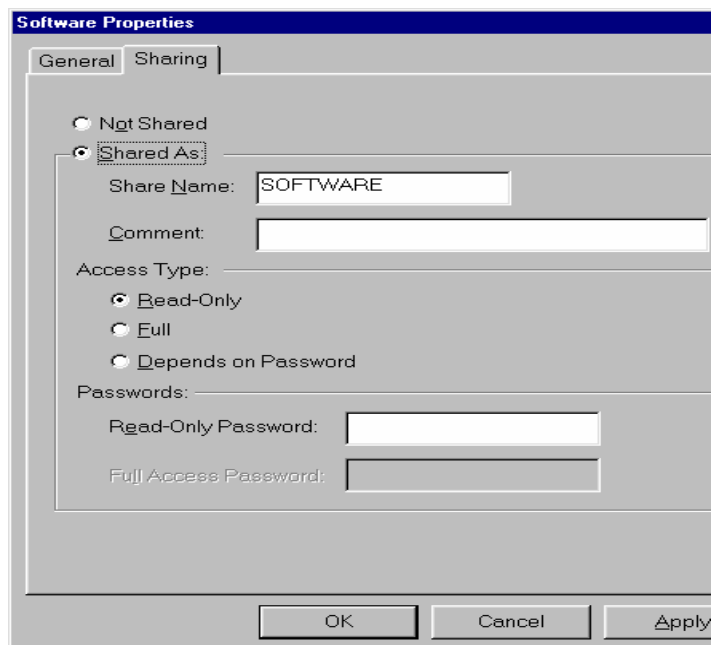 Software Properties
General Sharing
Not Shared
Shared As:
Share Name: SOFTWARE
Comment:
Access Type:
Read-Only
Full
Depends on Password
Passwords:
Read-Only Password:
Full Access Password:
OK Cancel Apply